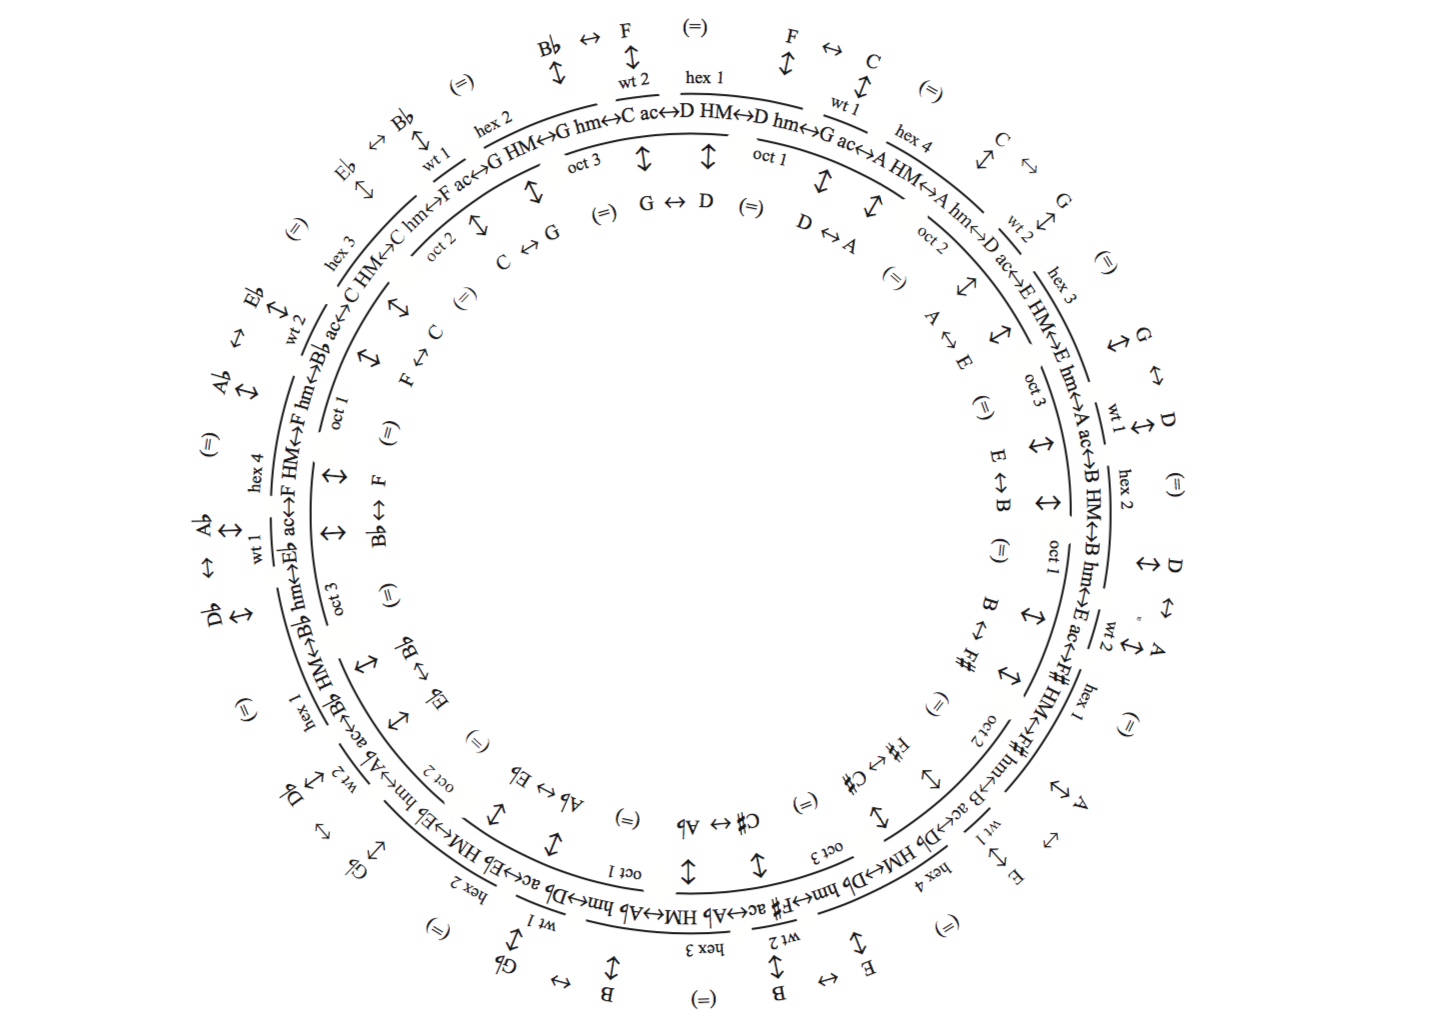 (=) F ↔ C (=) C ↔ G (=) G ↔ D (=) D ↔ A (=) A ↔ E (=) E ↔ B (=) B ↔ G♭ (=) G♭ ↔ D♭ (=) D♭ ↔ A♭ (=) A♭ ↔ E♭ (=) E♭ ↔ B♭ (=) B♭ ↔ F
hex 1
wt 1
hex 4
wt 2
hex 3
wt 1
hex 2
wt 2
hex 1
wt 1
hex 4
wt 2
hex 3
wt 1
hex 2
wt 2
hex 1
wt 1
hex 4
wt 2
hex 3
wt 1
hex 2
wt 2
D HM↔D hm↔G ac↔A HM↔A hm↔D ac↔E HM↔E hm↔A ac↔B HM↔B hm↔E ac↔F♯ HM↔F♯ hm↔B ac↔D♭ HM↔D♭ hm↔F♯ ac↔A♭ HM↔A♭ hm↔D♭ ac↔E♭ HM↔E♭ hm↔A♭ ac↔B♭ HM↔B♭ hm↔E♭ ac↔F HM↔F hm↔B♭ ac↔C HM↔C hm↔F ac↔G HM↔G hm↔C ac↔
oct 1
oct 2
oct 3
oct 1
oct 2
oct 3
oct 1
oct 2
oct 3
oct 1
oct 2
oct 3
G ↔ D (=) D ↔ A (=) A ↔ E (=) E ↔ B (=) B ↔ F♯ (=) F♯ ↔ C♯ (=) C♯ ↔ A♭ (=) A♭ ↔ E♭ (=) E♭ ↔ B♭ (=) B♭ ↔ F (=) F ↔ C (=) C ↔ G (=)